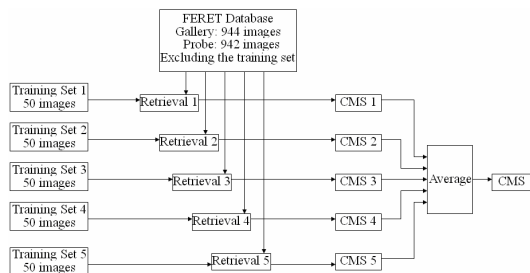 FERET Database
Gallery: 944 images
Probe: 942 images
Excluding the training set
Training Set 1
50 images
Retrieval 1
CMS 1
Training Set 2
50 images
Retrieval 2
CMS 2
Training Set 3
50 images
Retrieval 3
CMS 3
Average
CMS
Training Set 4
50 images
Retrieval 4
CMS 4
Training Set 5
50 images
Retrieval 5
CMS 5